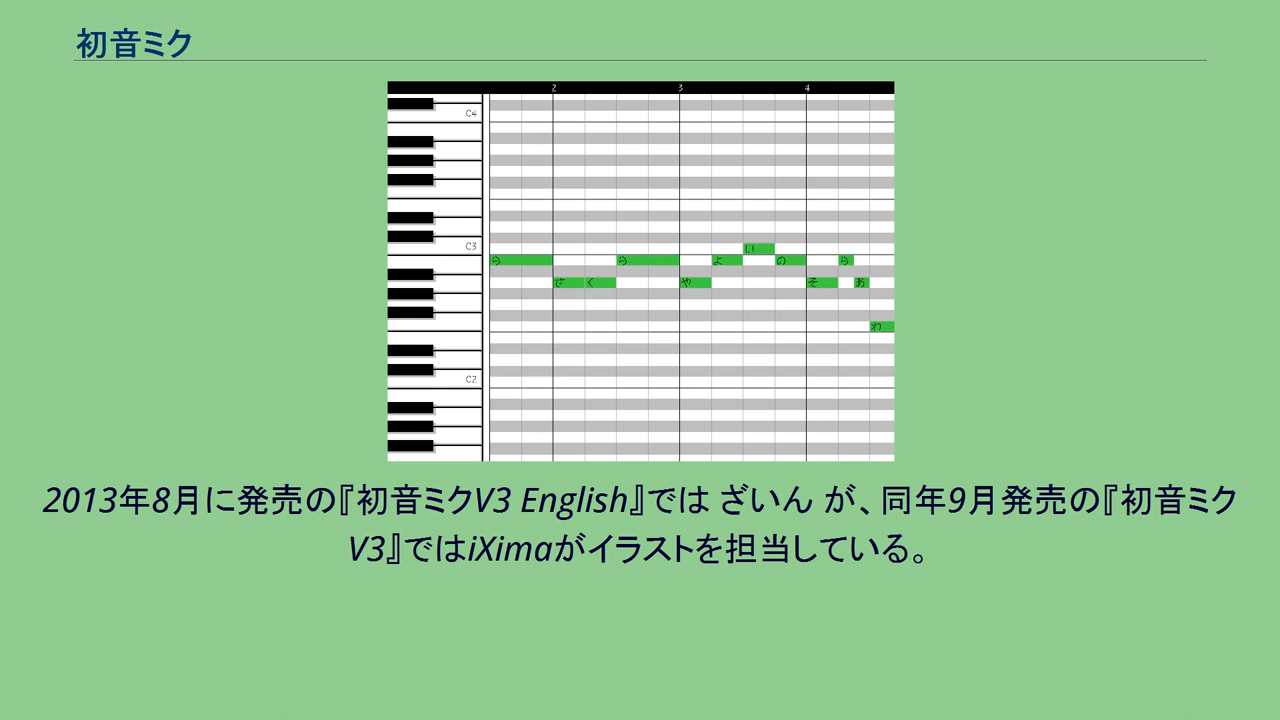 初音ミク
2 3 4
C4
C3
い
ら ら よ の ら
さ く や そ あ
わ
C2
2013年8月に発売の『初音ミクV3 English』では ざいん が、同年9月発売の『初音ミク
V3』ではiXimaがイラストを担当している。